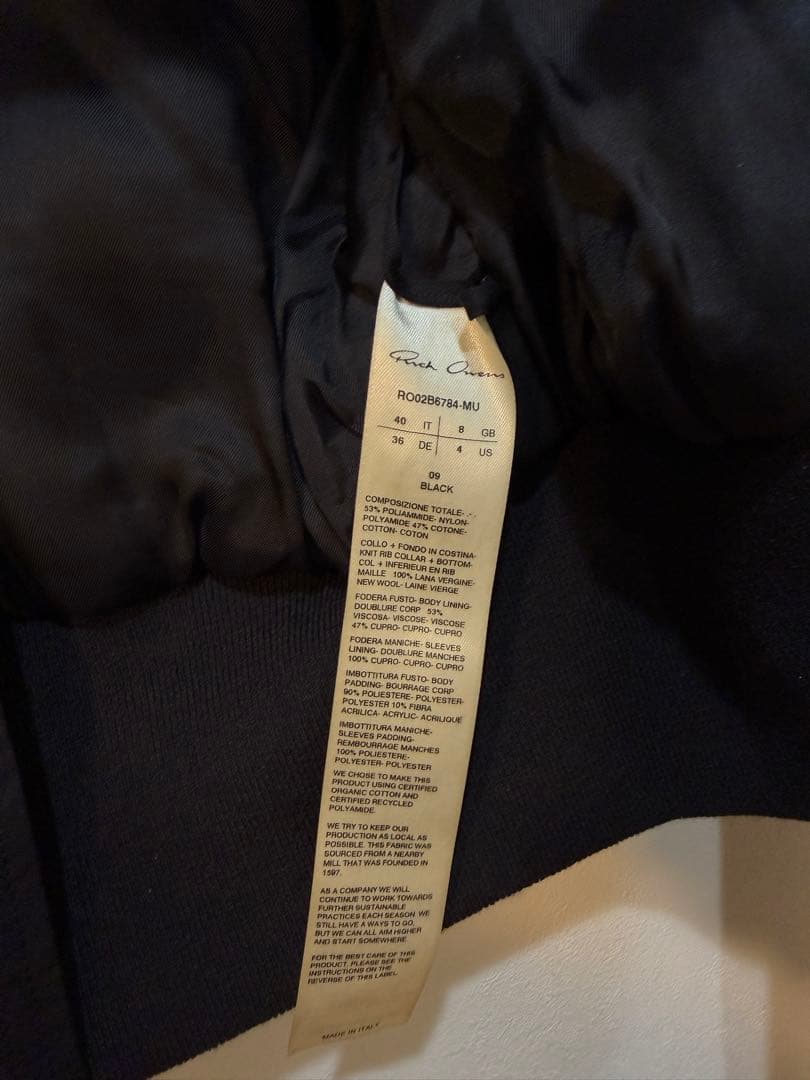 Rick Owens
RO02B6784-MU
40 IT 8 GB
36 DE 4 US
09
BLACK
COMPOSIZIONE TOTALE- .- .
53% POLIAMMIDE- NYLON-
POLYAMIDE 47% COTONE-
COTTON- COTON
COLLO + FONDO IN COSTINA-
KNIT RIB COLLAR + BOTTOM-
COL + INFERIEUR EN RIB
MAILLE 100% LANA VERGINE-
NEW WOOL- LAINE VIERGE
FODERA FUSTO- BODY LINING-
DOUBLURE CORP 53%
VISCOSA- VISCOSE- VISCOSE
47% CUPRO- CUPRO- CUPRO
FODERA MANICHE- SLEEVES
LINING- DOUBLURE MANCHES
100% CUPRO- CUPRO- CUPRO
IMBOTTITURA FUSTO- BODY
PADDING- BOURRAGE CORP
90% POLIESTERE- POLYESTER-
POLYESTER 10% FIBRA
ACRILICA- ACRYLIC- ACRILIQUE
IMBOTTITURA MANICHE-
SLEEVES PADDING-
REMBOURRAGE MANCHES
100% POLIESTERE-
POLYESTER- POLYESTER
WE CHOSE TO MAKE THIS
PRODUCT USING CERTIFIED
ORGANIC COTTON AND
CERTIFIED RECYCLED
POLYAMIDE.
WE TRY TO KEEP OUR
PRODUCTION AS LOCAL AS
POSSIBLE. THIS FABRIC WAS
SOURCED FROM A NEARBY
MILL THAT WAS FOUNDED IN
1597.
AS A COMPANY WE WILL
CONTINUE TO WORK TOWARDS
FURTHER SUSTAINABLE
PRACTICES EACH SEASON. WE
STILL HAVE A WAYS TO GO,
BUT WE CAN ALL AIM HIGHER
AND START SOMEWHERE.
FOR THE BEST CARE OF THIS
PRODUCT, PLEASE SEE THE
INSTRUCTIONS ON THE
REVERSE OF THIS LABEL.
MADE IN ITALY